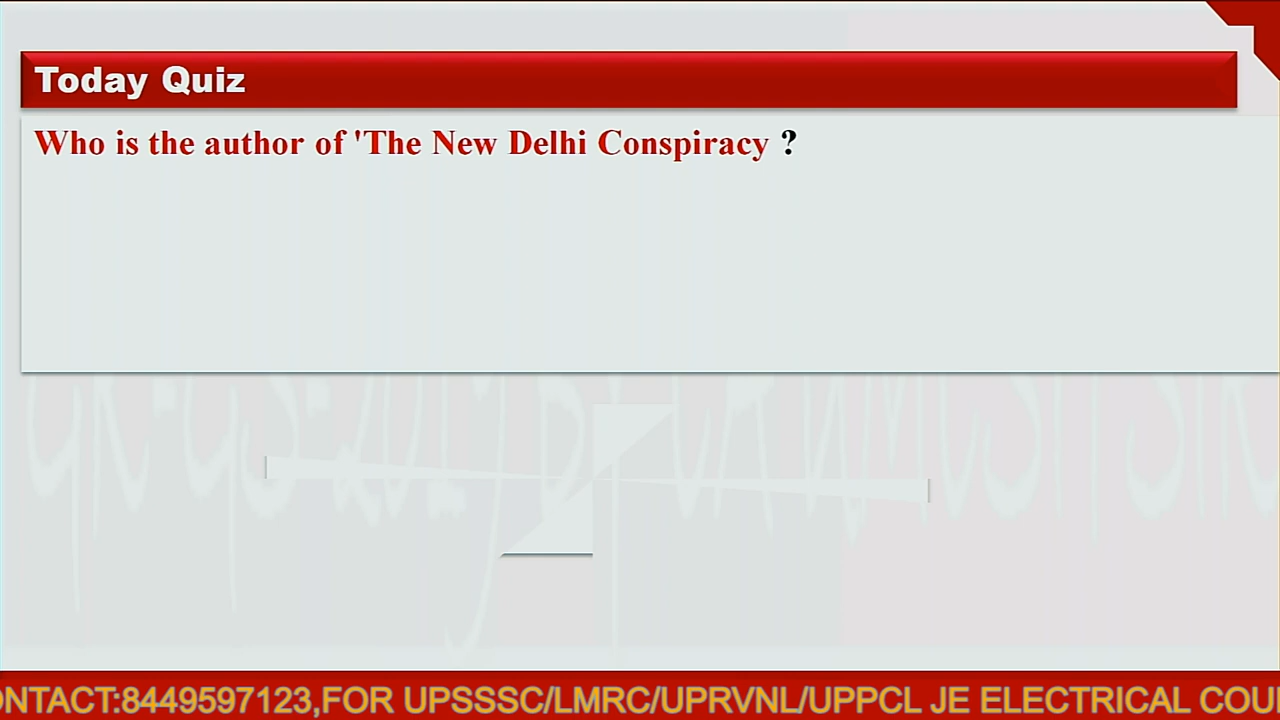 Today Quiz
Who is the author of 'The New Delhi Conspiracy ?
ONTACT:8449597123,FOR UPSSSC/LMRC/UPRVNL/UPPCL JE ELECTRICAL COU